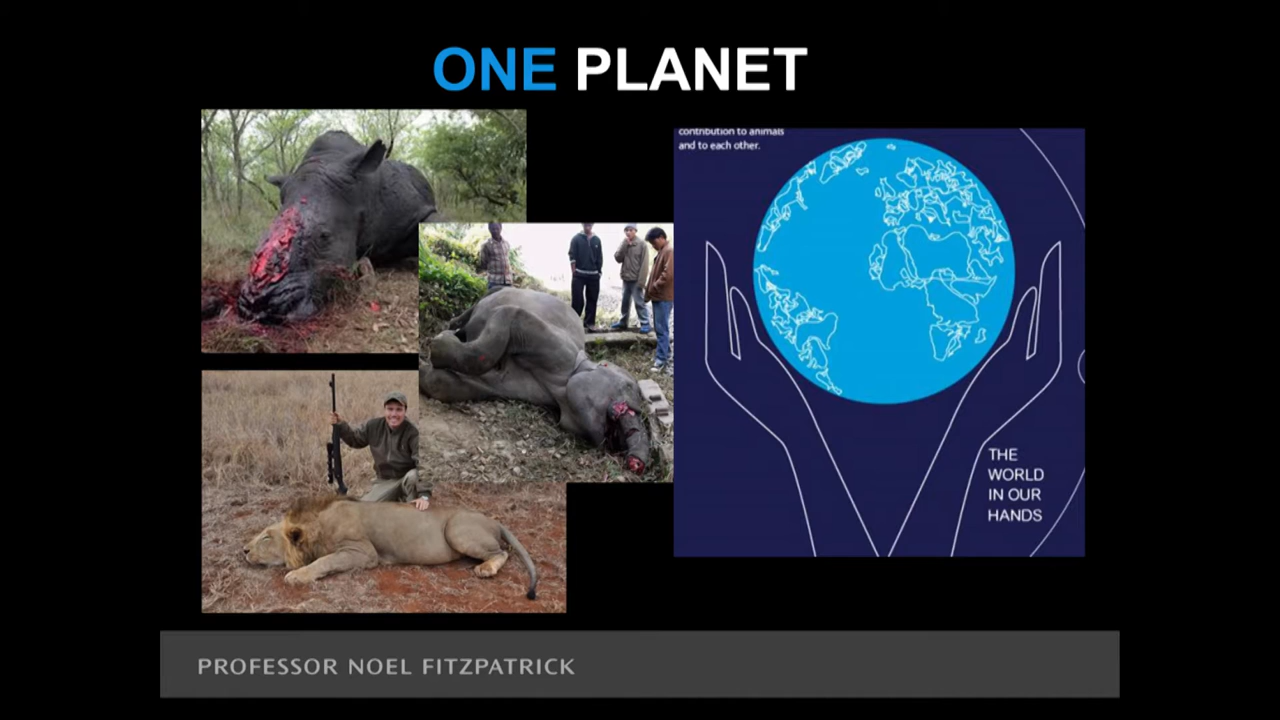 ONE PLANET
contribution to animals
and to each other.
THE
WORLD
IN OUR
HANDS
PROFESSOR NOEL FITZPATRICK